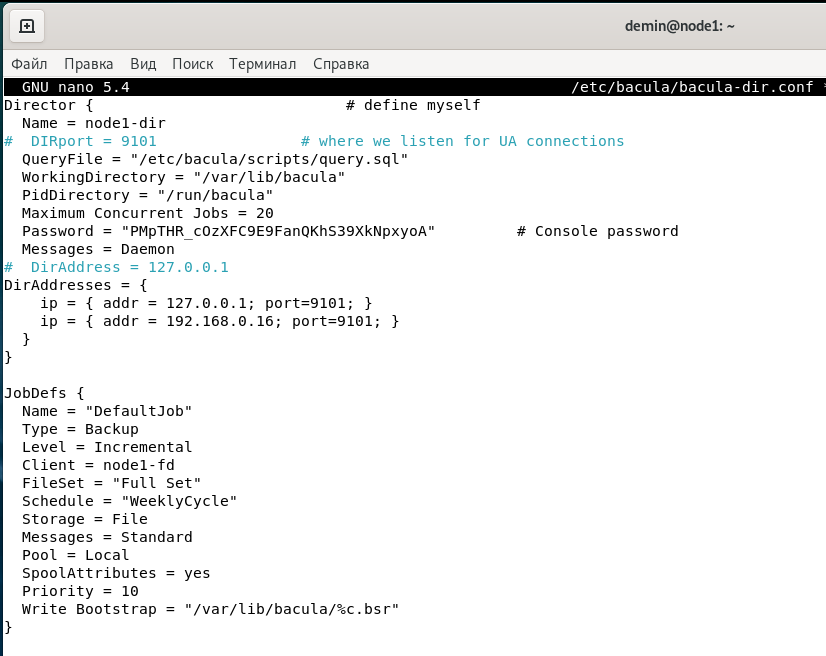 demin@node1: ~
Файл Правка Вид Поиск Терминал Справка
GNU nano 5.4 /etc/bacula/bacula-dir.conf *
Director { # define myself
  Name = node1-dir
#  DIRport = 9101 # where we listen for UA connections
  QueryFile = "/etc/bacula/scripts/query.sql"
  WorkingDirectory = "/var/lib/bacula"
  PidDirectory = "/run/bacula"
  Maximum Concurrent Jobs = 20
  Password = "PMpTHR_cOzXFC9E9FanQKhS39XkNpxyoA" # Console password
  Messages = Daemon
#  DirAddress = 127.0.0.1
DirAddresses = {
    ip = { addr = 127.0.0.1; port=9101; }
    ip = { addr = 192.168.0.16; port=9101; }
  }
}
JobDefs {
  Name = "DefaultJob"
  Type = Backup
  Level = Incremental
  Client = node1-fd
  FileSet = "Full Set"
  Schedule = "WeeklyCycle"
  Storage = File
  Messages = Standard
  Pool = Local
  SpoolAttributes = yes
  Priority = 10
  Write Bootstrap = "/var/lib/bacula/%c.bsr"
}